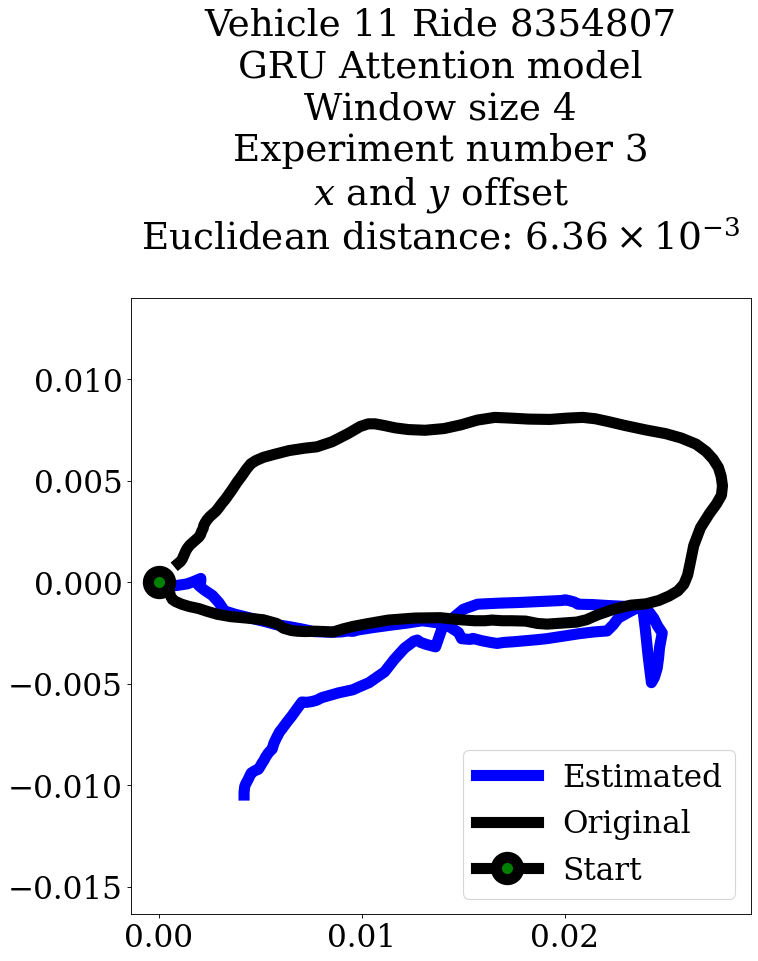 Vehicle 11 Ride 8354807
GRU Attention model
Window size 4
Experiment number 3
x and y offset
Euclidean distance: 6.36 × 10⁻³
0.010
0.005
0.000
−0.005
−0.010
−0.015
Estimated
Original
Start
0.00 0.01 0.02